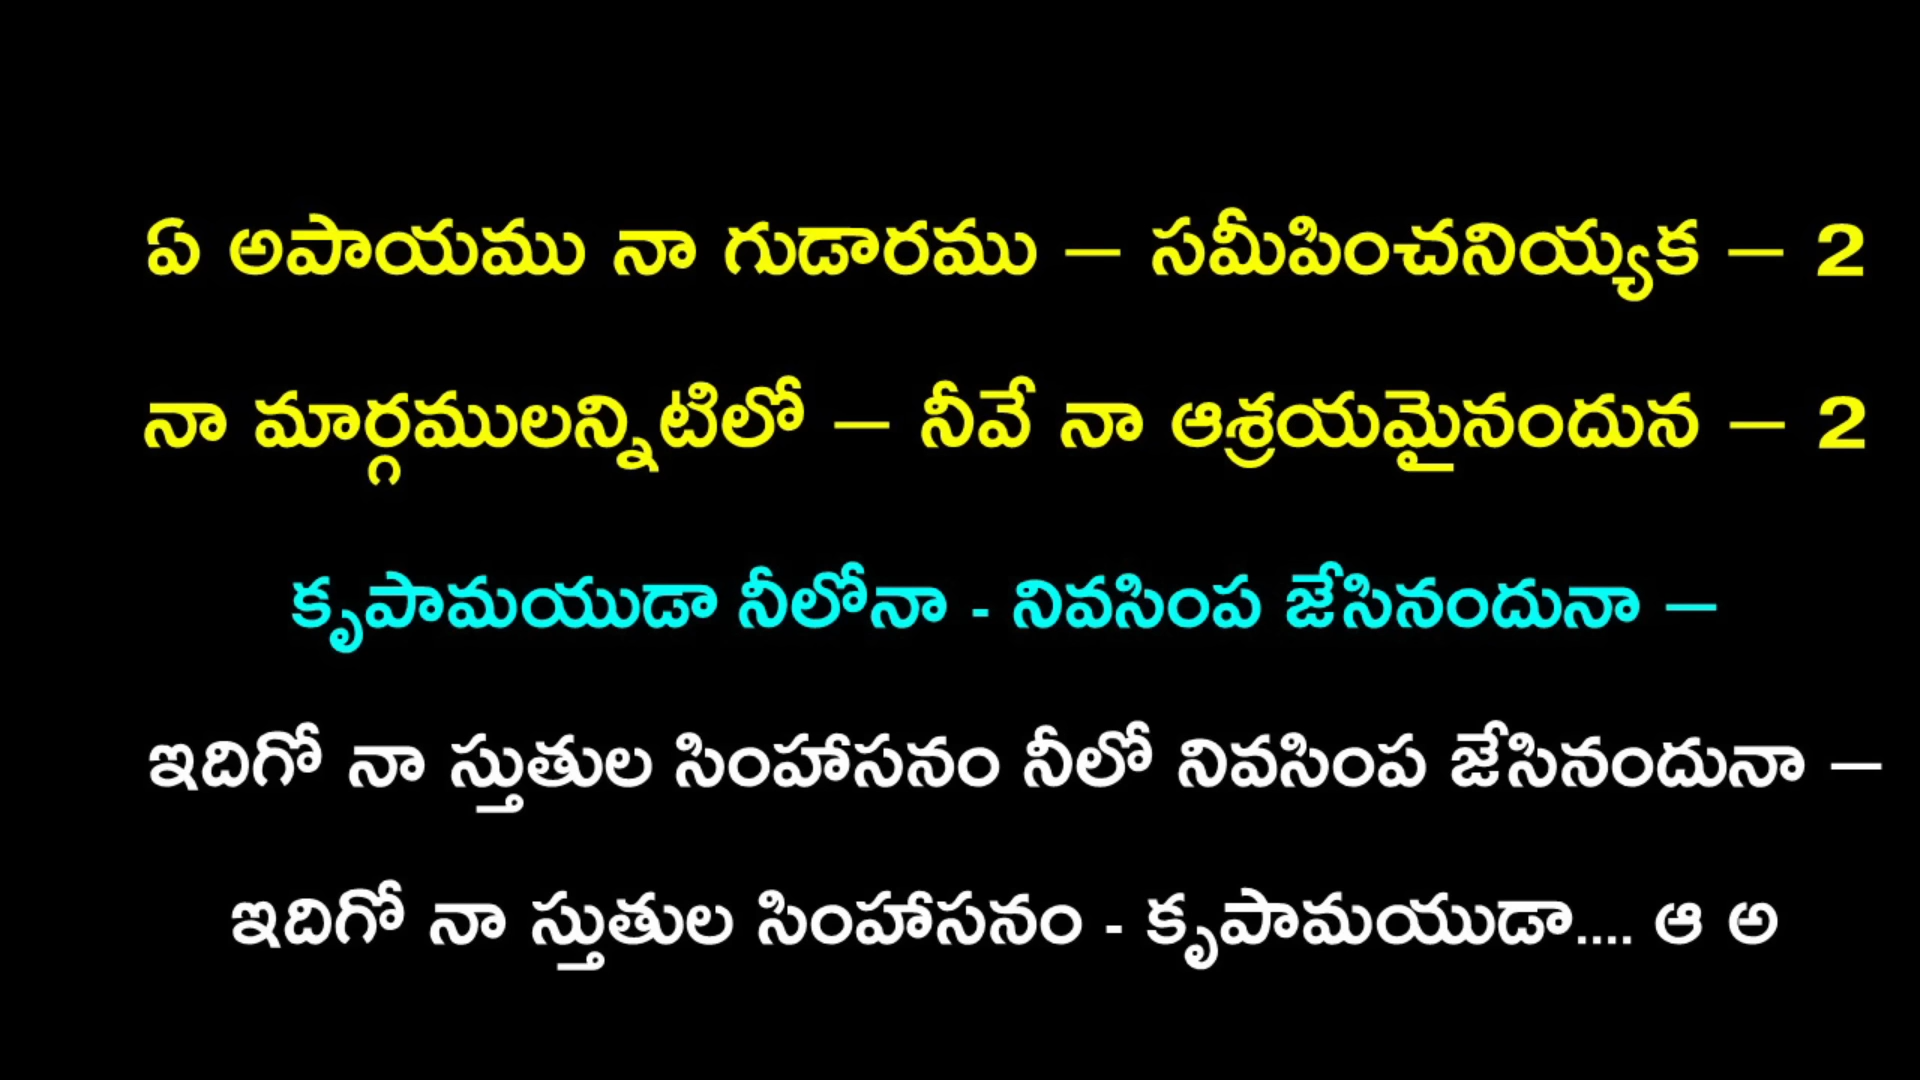 ఏ అపాయము నా గుడారము – సమీపించనియ్యక – 2
నా మార్గములన్నిటిలో – నీవే నా ఆశ్రయమైనందున – 2
కృపామయుడా నీలోనా - నివసింప జేసినందునా –
ఇదిగో నా స్తుతుల సింహాసనం నీలో నివసింప జేసినందునా –
ఇదిగో నా స్తుతుల సింహాసనం - కృపామయుడా.... ఆ అ